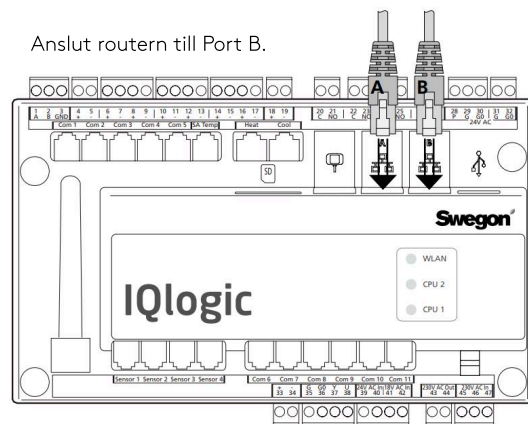 Anslut routern till Port B.
A B
1 2 3 4 5 6 7 8 9 10 11 12 13 14 15 16 17 18 19 20 21 22 28 29 30 31 32
A B GND + - + - + - + - + - + - + - + - C NO C P G G0 G G0
24V AC
Com 1 Com 2 Com 3 Com 4 Com 5 SA Temp Heat Cool
SD
A B
Swegon
WLAN
CPU 2
CPU 1
IQlogic
Sensor 1 Sensor 2 Sensor 3 Sensor 4 Com 6 Com 7 Com 8 Com 9 Com 10 Com 11
+ - G G0 Y U 24V AC In 18V AC In 230V AC Out 230V AC In
33 34 35 36 37 38 39 40 41 42 43 44 45 46 47